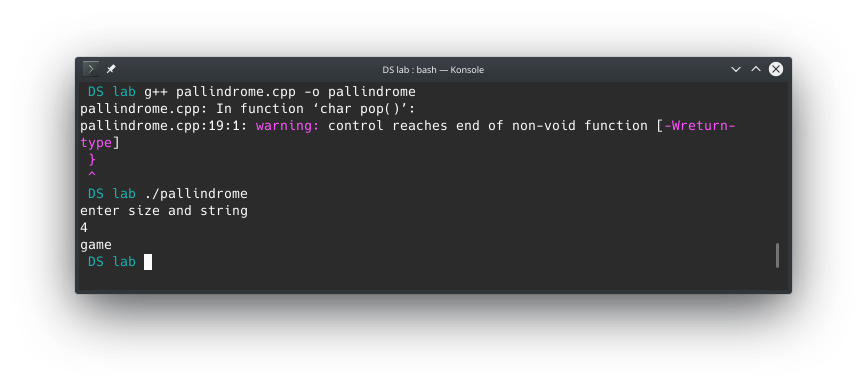 DS lab : bash — Konsole
DS lab g++ pallindrome.cpp -o pallindrome
pallindrome.cpp: In function ‘char pop()’:
pallindrome.cpp:19:1: warning: control reaches end of non-void function [-Wreturn-
type]
}
^
DS lab ./pallindrome
enter size and string
4
game
DS lab